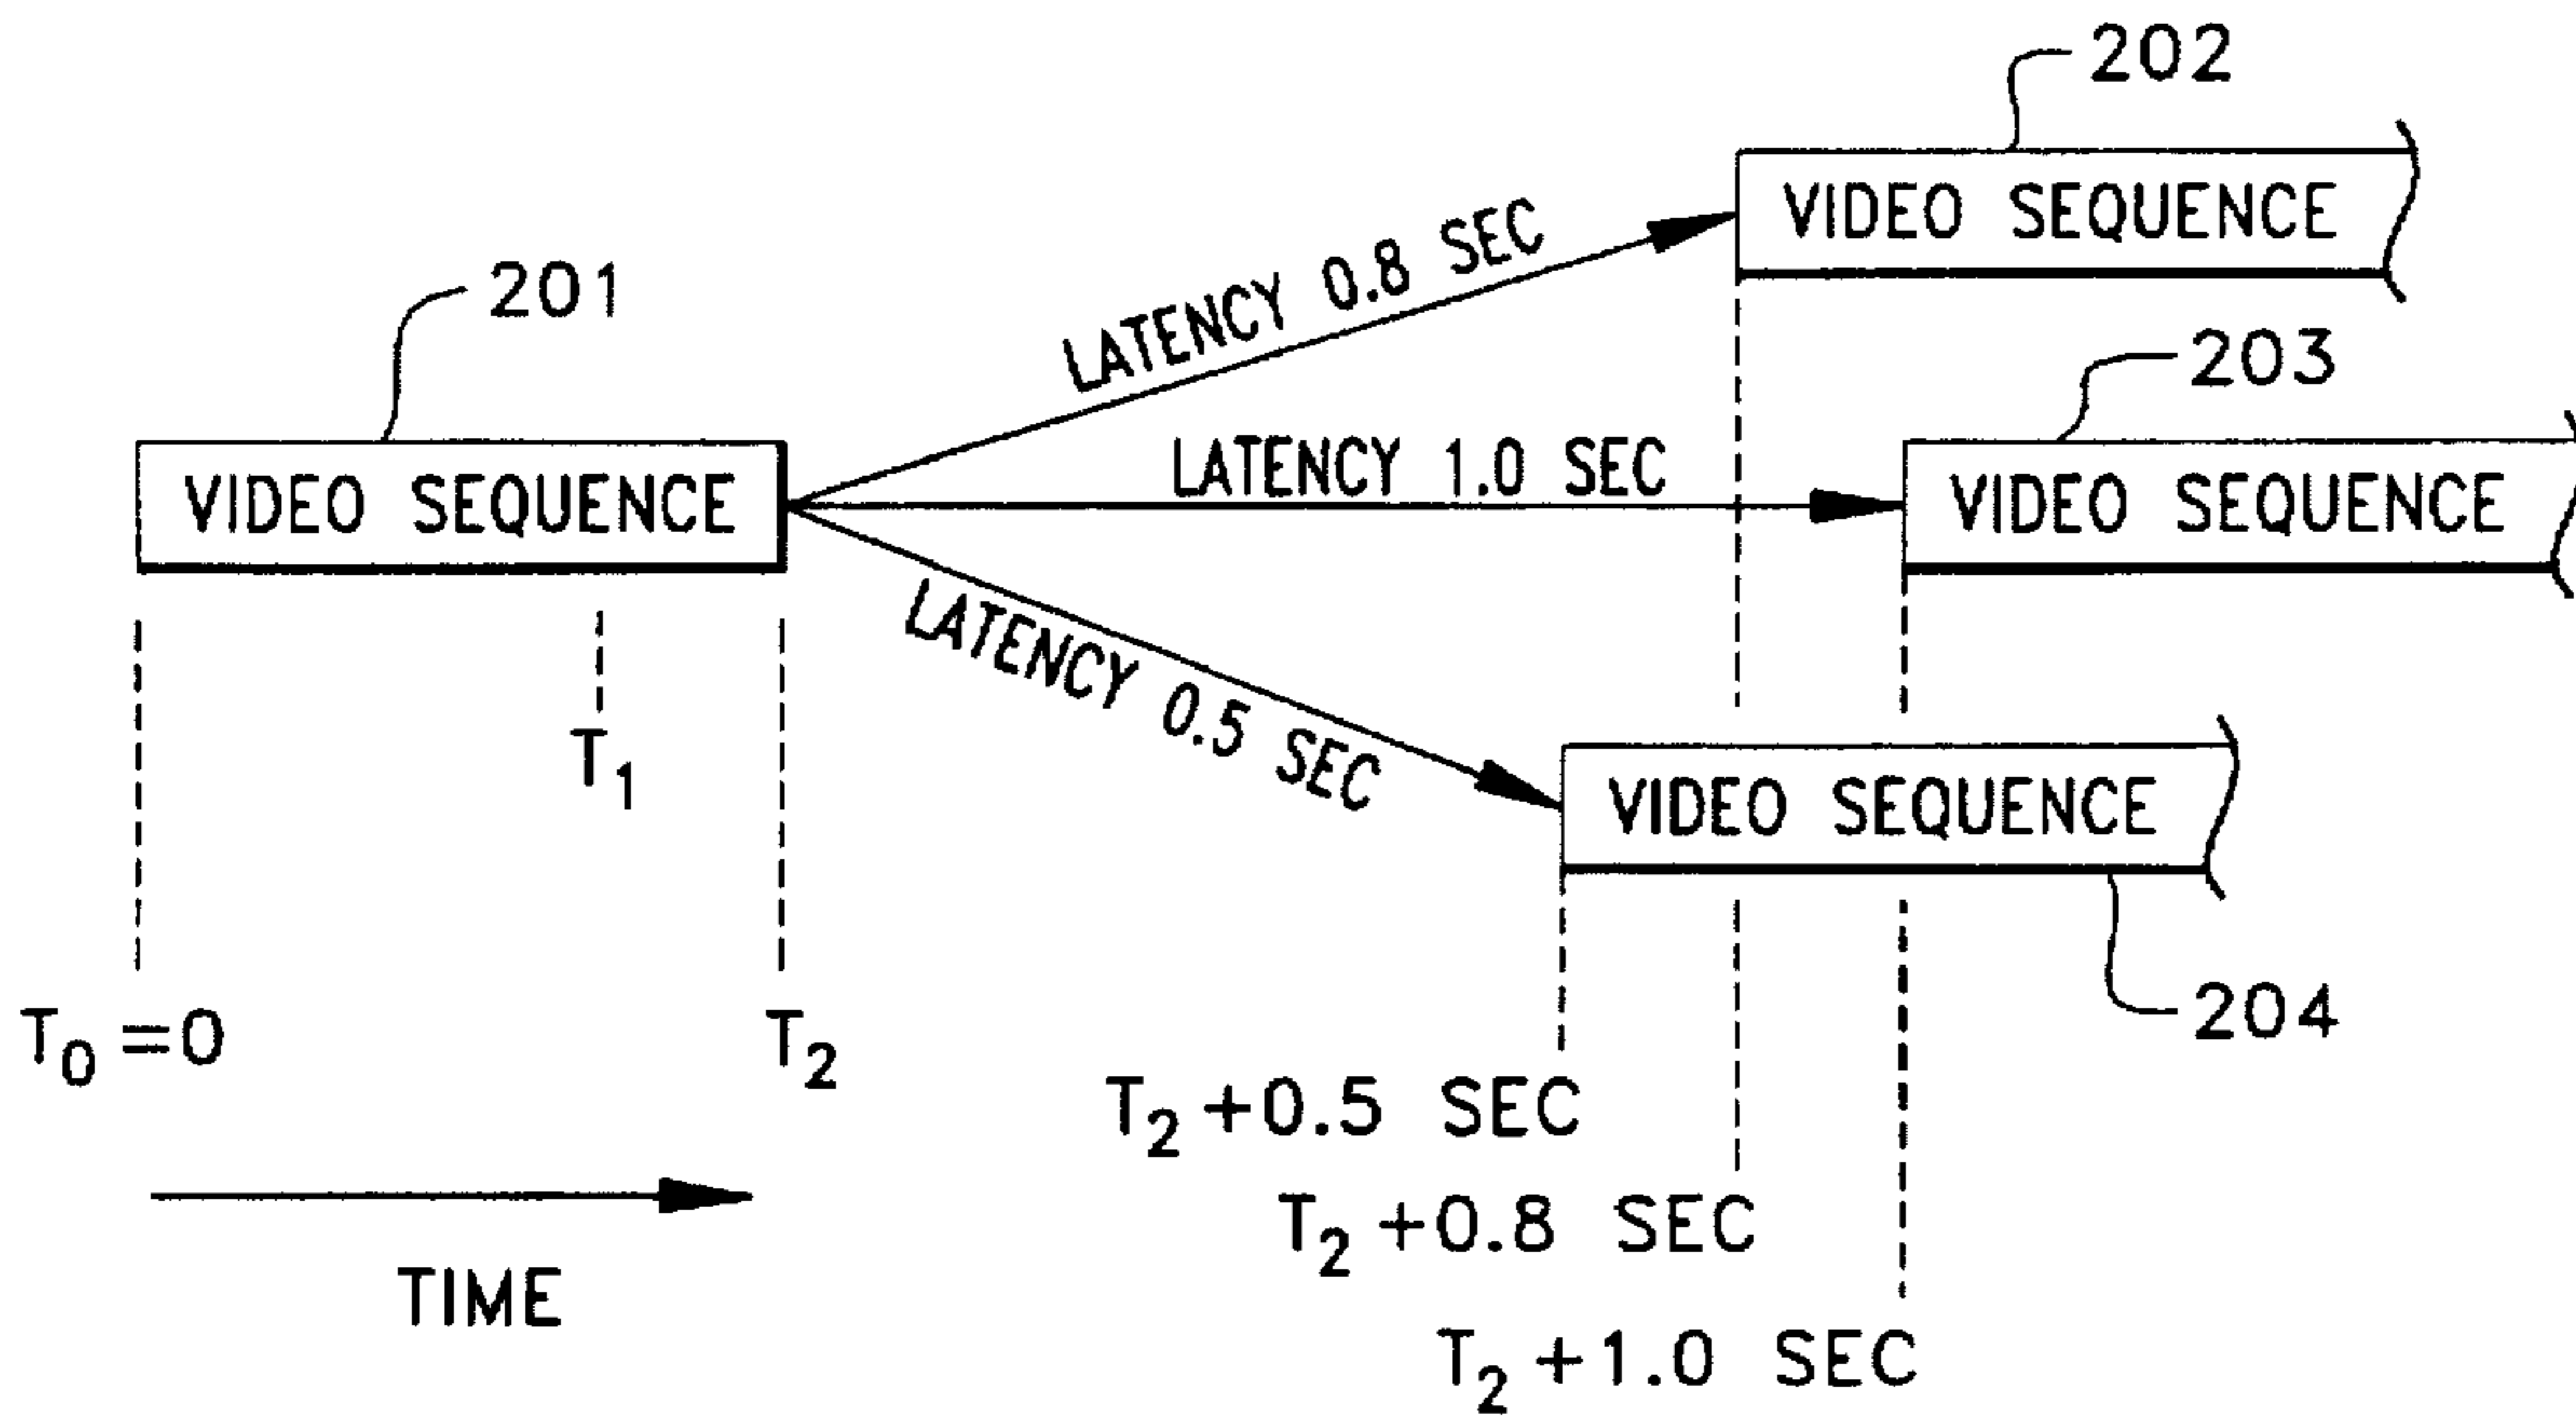 202
VIDEO SEQUENCE
LATENCY 0.8 SEC
201
203
VIDEO SEQUENCE
LATENCY 1.0 SEC
VIDEO SEQUENCE
LATENCY 0.5 SEC
T1
VIDEO SEQUENCE
204
T0=0
T2
T2+0.5 SEC
T2+0.8 SEC
TIME
T2+1.0 SEC